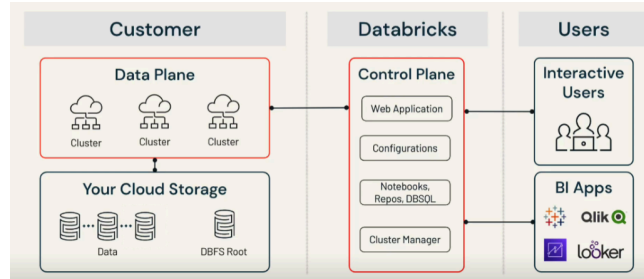 Customer
Databricks
Users
Data Plane
Cluster
Cluster
Cluster
Your Cloud Storage
Data
DBFS Root
Control Plane
Web Application
Configurations
Notebooks,
Repos, DBSQL
Cluster Manager
Interactive
Users
BI Apps
Qlik
looker